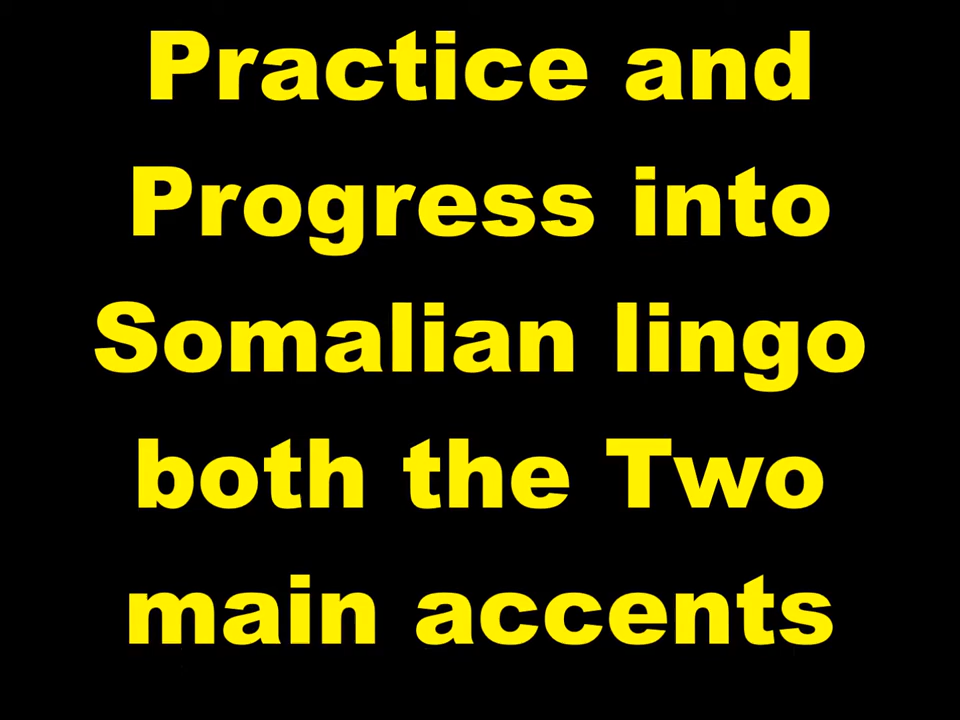 Practice and
Progress into
Somalian lingo
both the Two
main accents